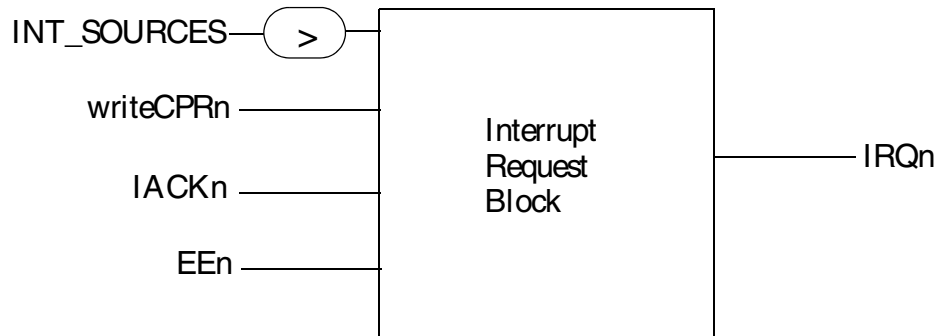 INT_SOURCES
>
writeCPRn
IACKn
EEn
Interrupt
Request
Block
IRQn